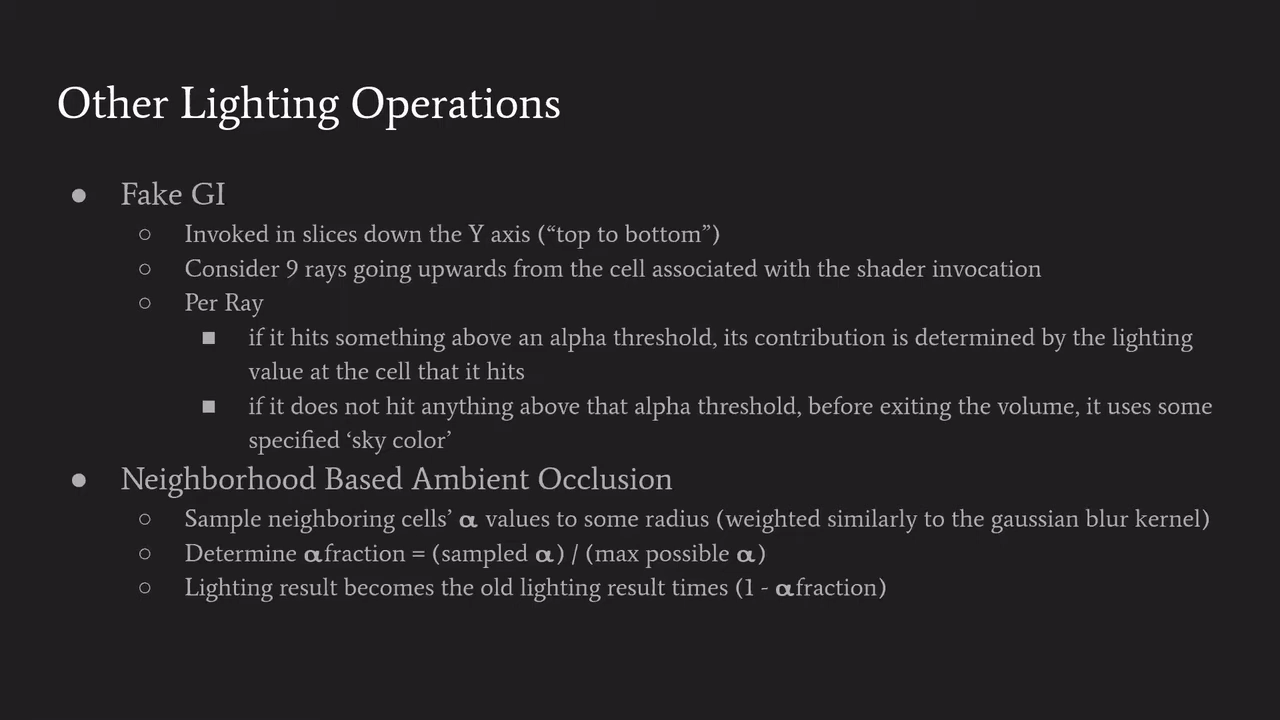 Other Lighting Operations
● Fake GI
○ Invoked in slices down the Y axis (“top to bottom”)
○ Consider 9 rays going upwards from the cell associated with the shader invocation
○ Per Ray
■ if it hits something above an alpha threshold, its contribution is determined by the lighting
value at the cell that it hits
■ if it does not hit anything above that alpha threshold, before exiting the volume, it uses some
specified ‘sky color’
● Neighborhood Based Ambient Occlusion
○ Sample neighboring cells’ α values to some radius (weighted similarly to the gaussian blur kernel)
○ Determine αfraction = (sampled α) / (max possible α)
○ Lighting result becomes the old lighting result times (1 - αfraction)